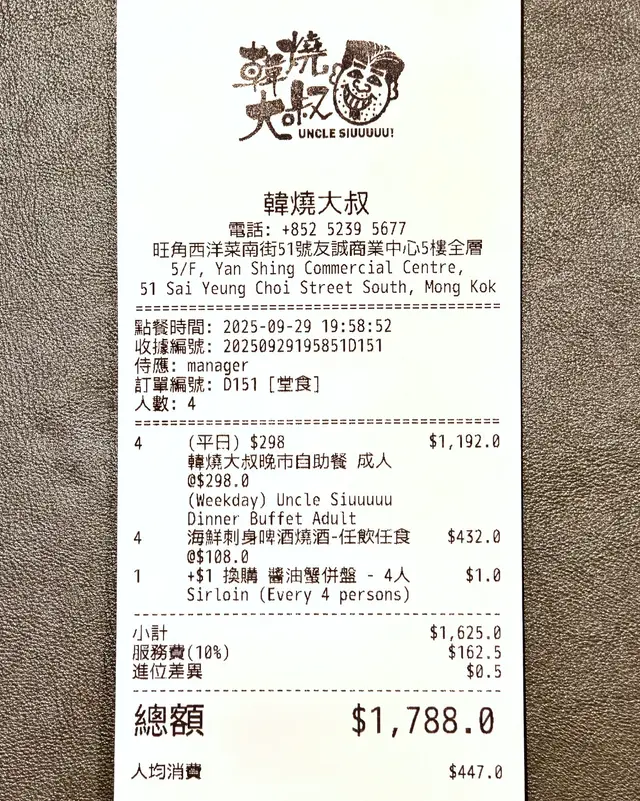 韓燒
大叔
UNCLE SIUUUUU!
韓燒大叔
電話: +852 5239 5677
旺角西洋菜南街51號友誠商業中心5樓全層
5/F, Yan Shing Commercial Centre,
51 Sai Yeung Choi Street South, Mong Kok
點餐時間: 2025-09-29 19:58:52
收據編號: 20250929195851D151
侍應: manager
訂單編號: D151 [堂食]
人數: 4
4 (平日) $298 $1,192.0
韓燒大叔晚市自助餐 成人
@$298.0
(Weekday) Uncle Siuuuuu
Dinner Buffet Adult
4 海鮮刺身啤酒燒酒-任飲任食 $432.0
@$108.0
1 +$1 換購 醬油蟹併盤 - 4人 $1.0
Sirloin (Every 4 persons)
小計 $1,625.0
服務費(10%) $162.5
進位差異 $0.5
總額 $1,788.0
人均消費 $447.0